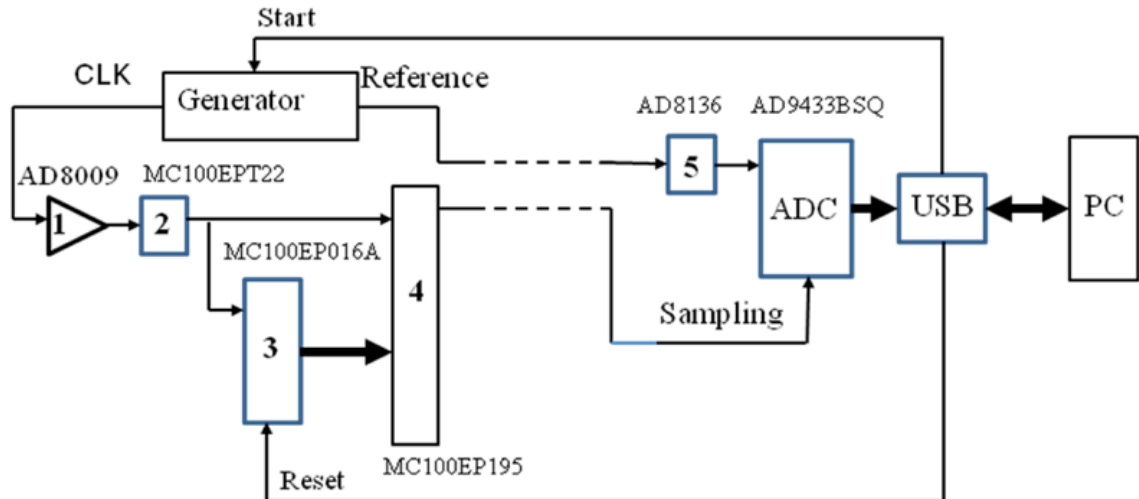 Start
CLK
Generator
Reference
AD8009
MC100EPT22
AD8136
AD9433BSQ
1
2
5
ADC
USB
PC
MC100EP016A
4
3
Sampling
Reset
MC100EP195